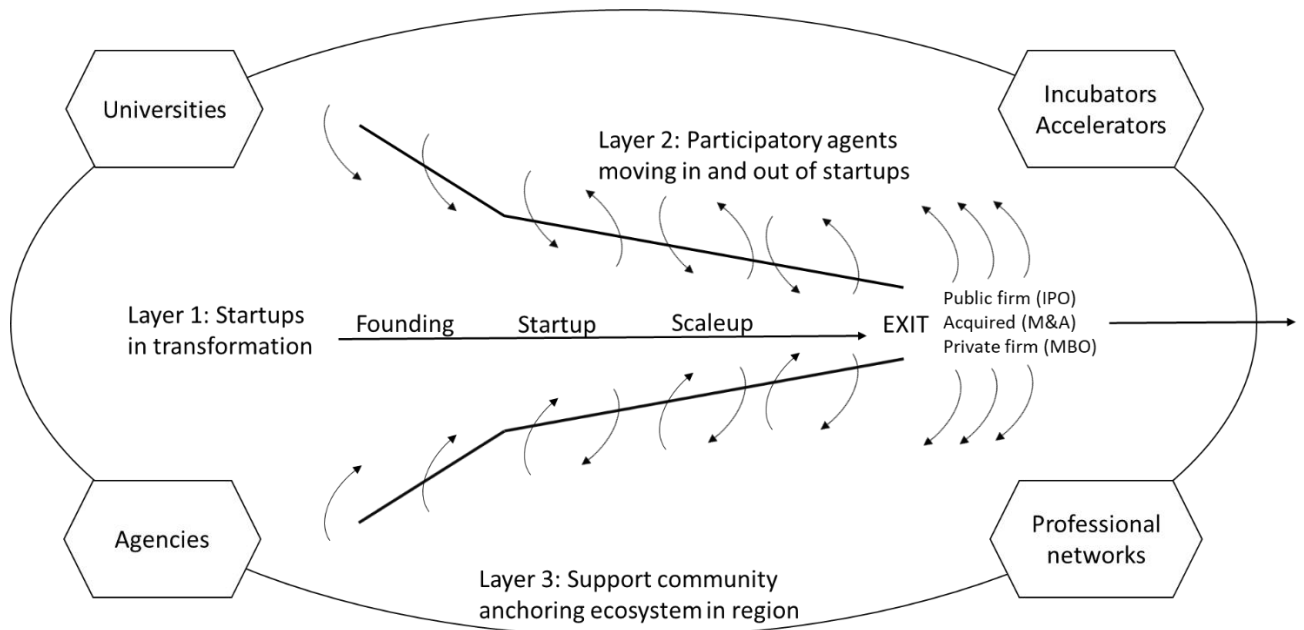 Universities
Incubators
Accelerators
Layer 2: Participatory agents
moving in and out of startups
Layer 1: Startups
in transformation
Founding
Startup
Scaleup
EXIT
Public firm (IPO)
Acquired (M&A)
Private firm (MBO)
Agencies
Professional
networks
Layer 3: Support community
anchoring ecosystem in region